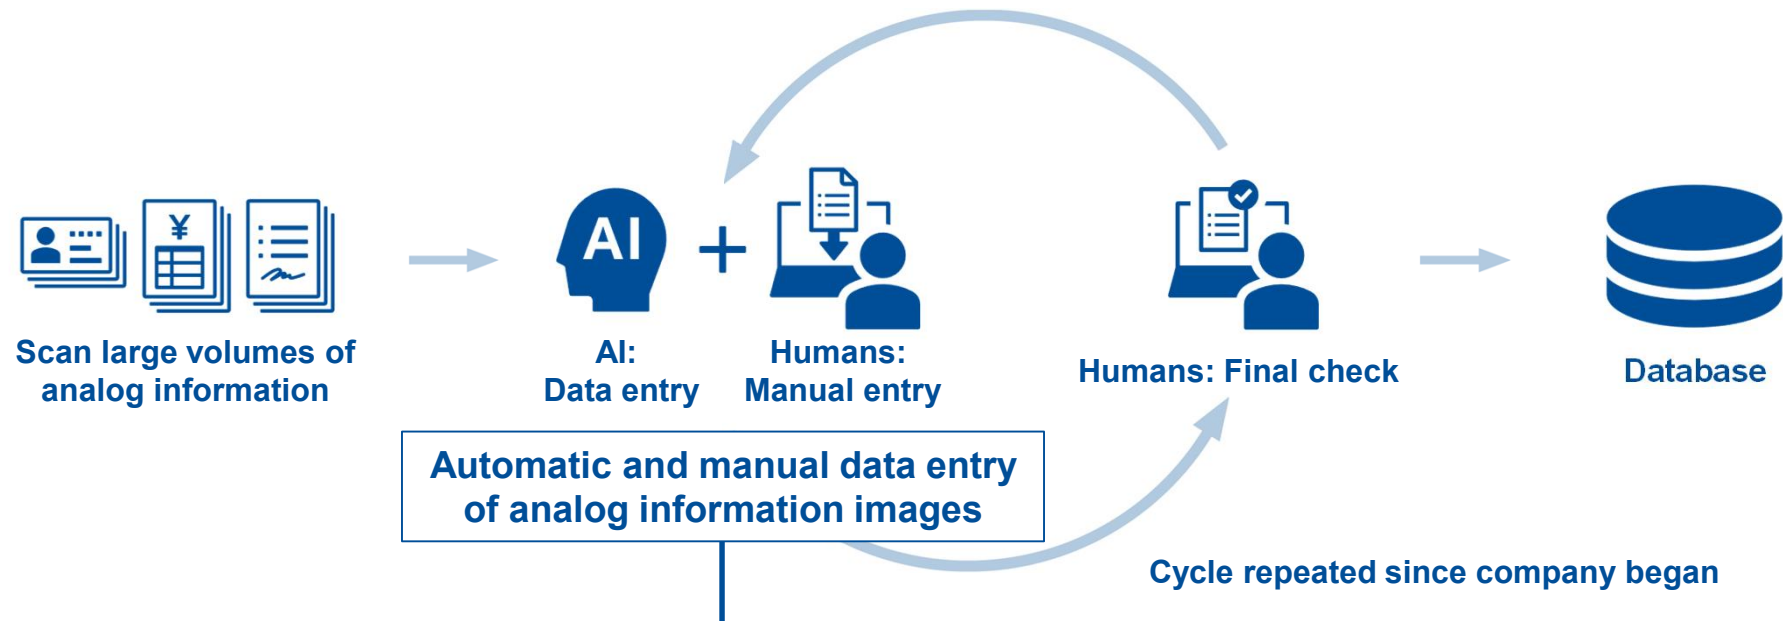 ¥
AI
Scan large volumes of
analog information
AI:
Data entry
Humans:
Manual entry
Humans: Final check
Database
Automatic and manual data entry
of analog information images
Cycle repeated since company began